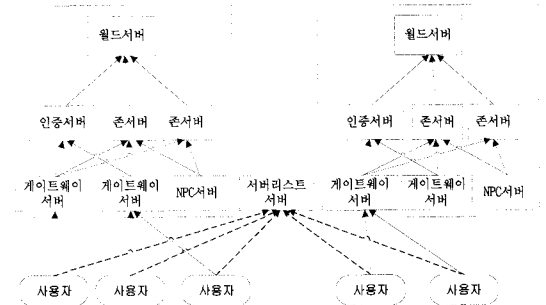 월드서버 월드서버
인증서버 존서버 존서버 인증서버 존서버 존서버
게이트웨이 게이트웨이 NPC서버 서버리스트 게이트웨이 게이트웨이 NPC서버
서버 서버 서버 서버 서버
사용자 사용자 사용자 사용자 사용자